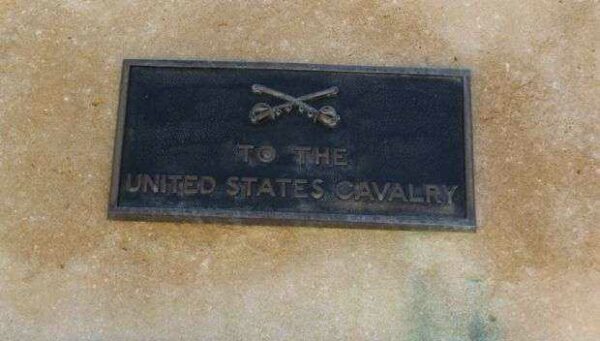 TO THE
UNITED STATES CAVALRY